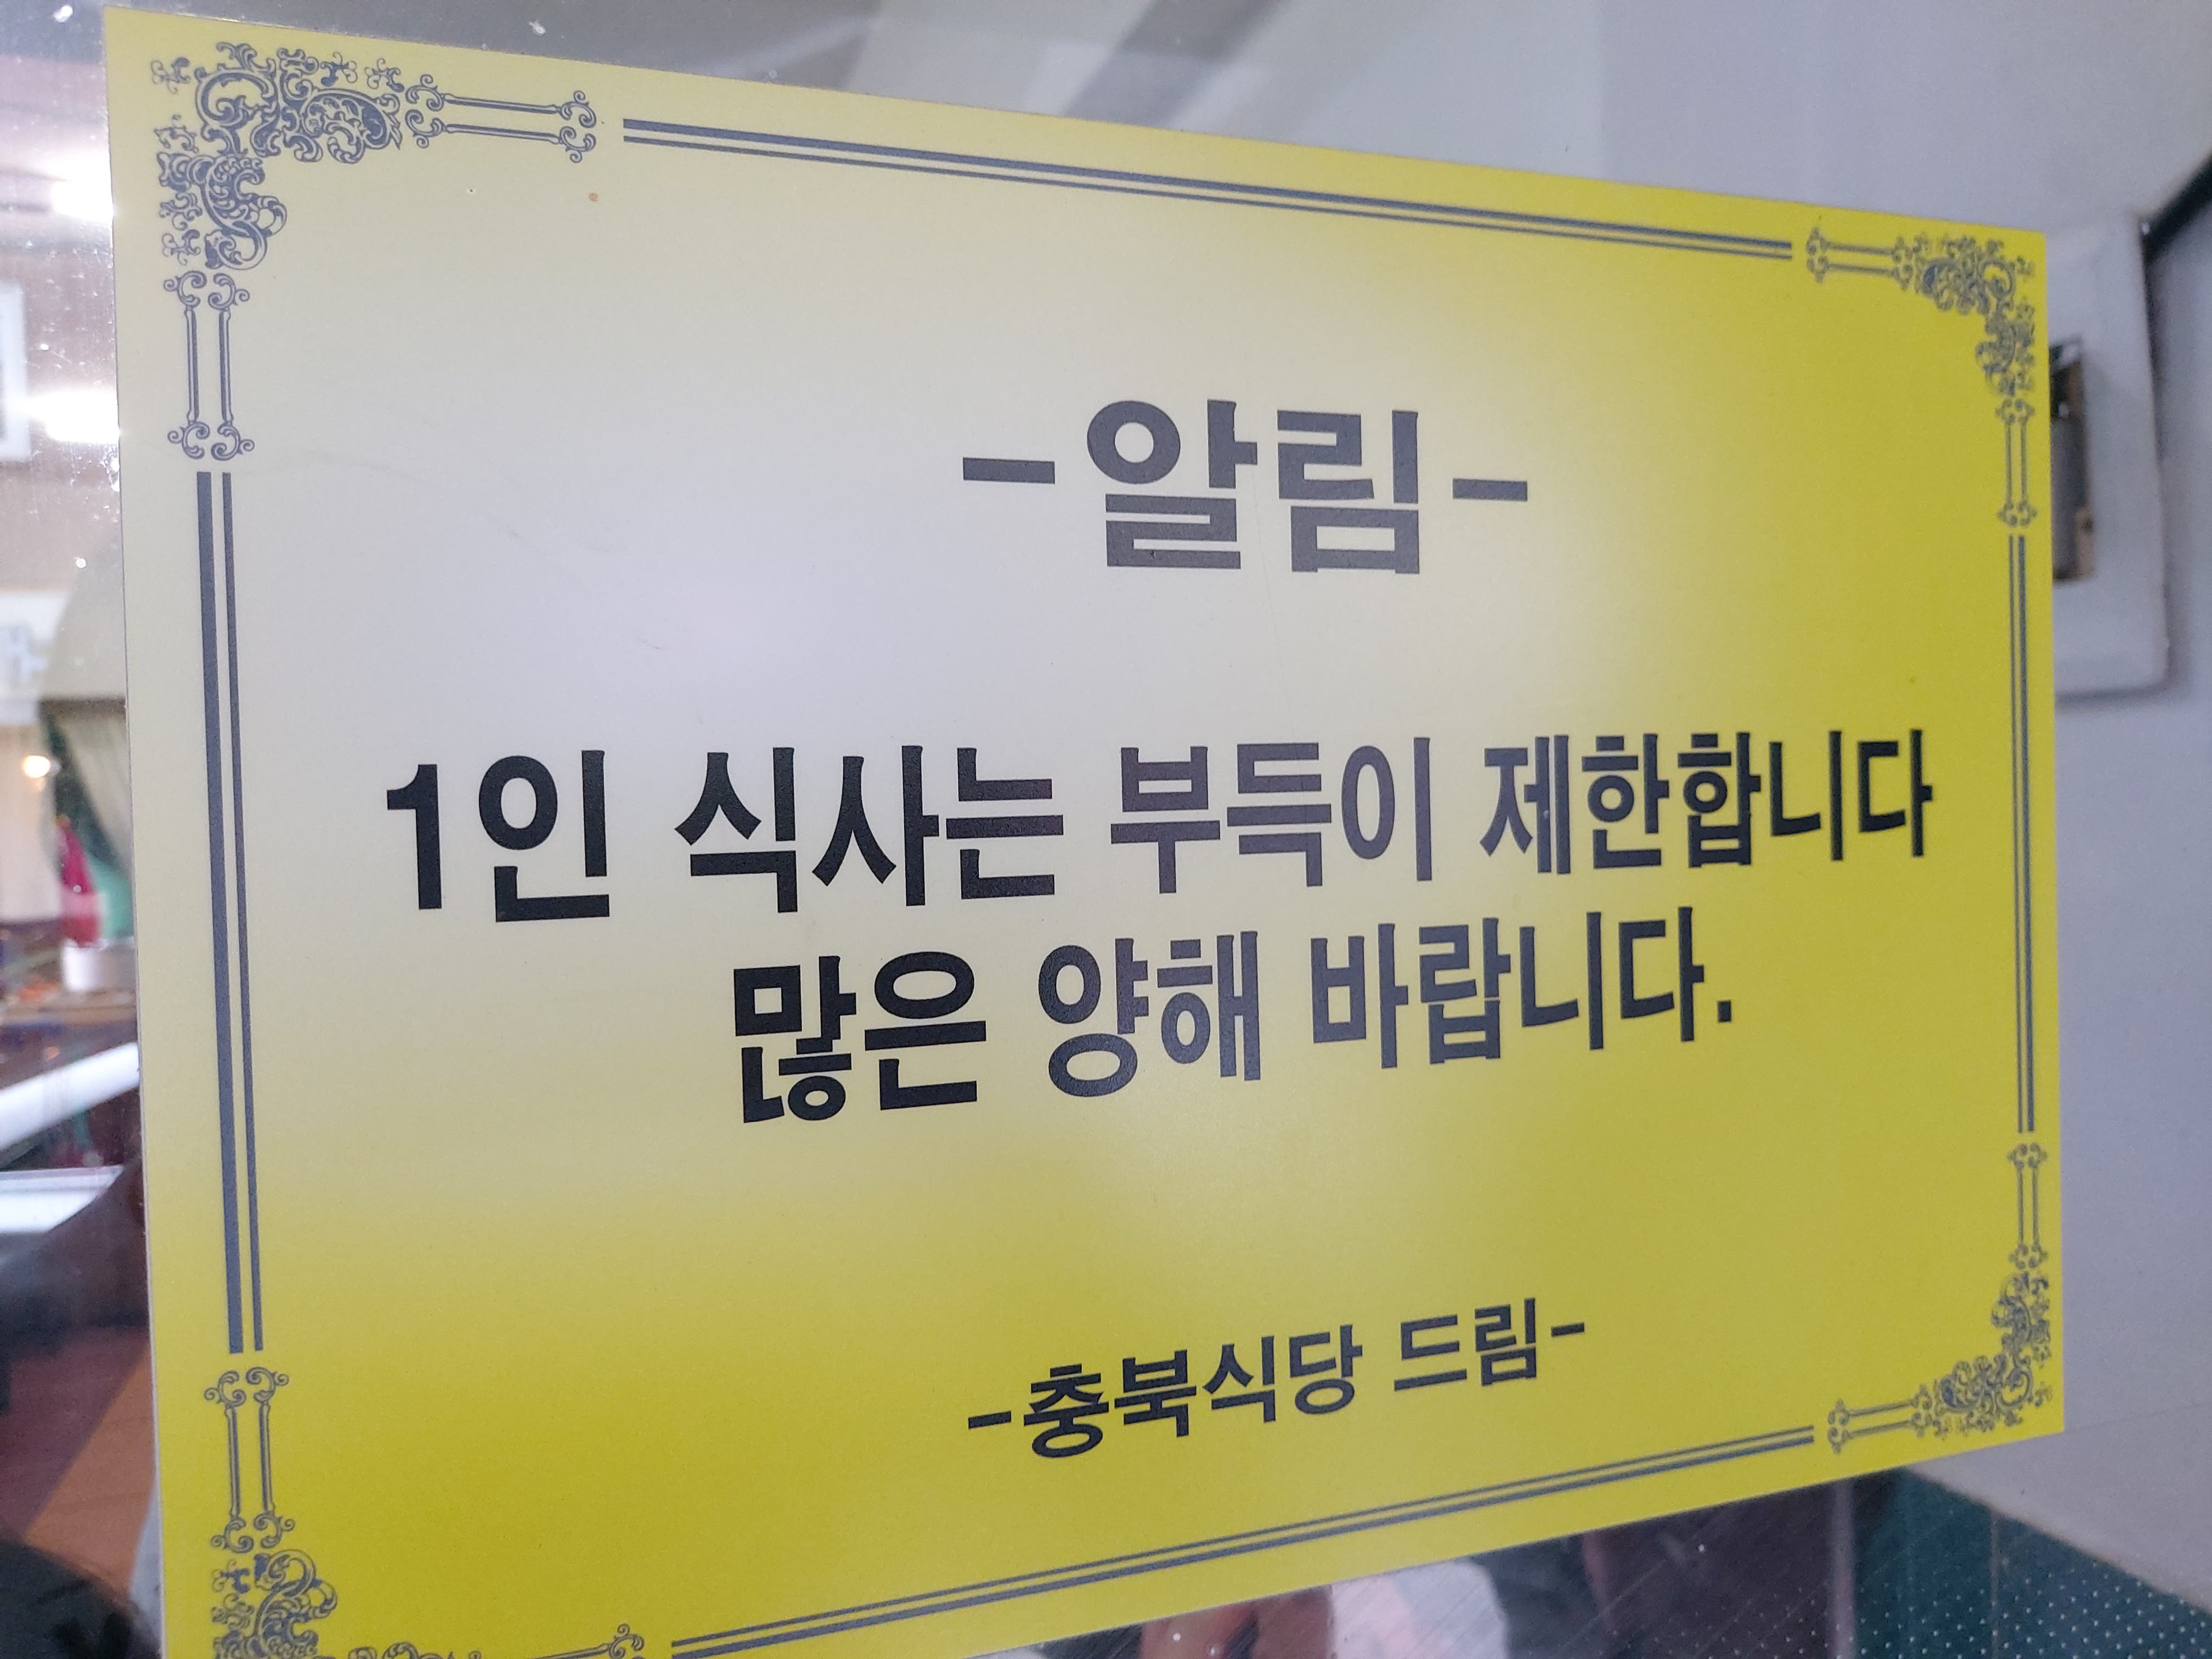 -알림-
1인 식사는 부득이 제한합니다
많은 양해 바랍니다.
-충북식당 드림-